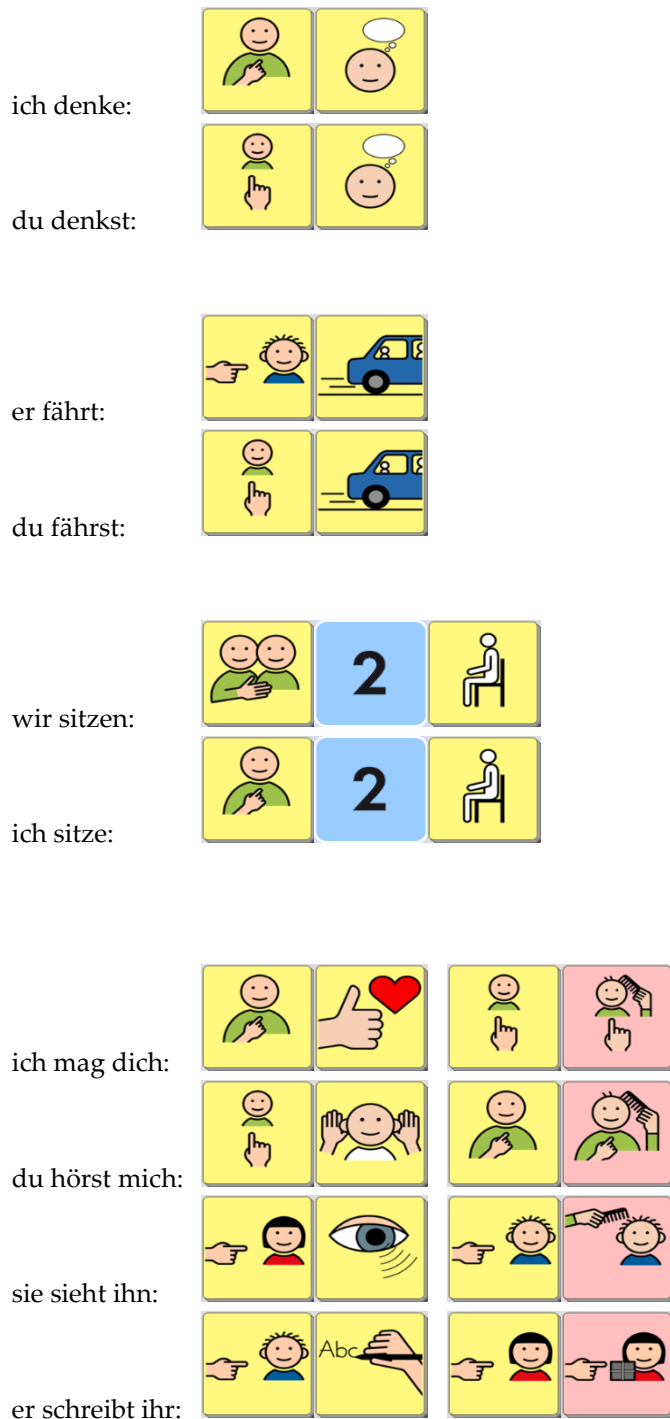 ich denke:
du denkst:
er fährt:
du fährst:
2
wir sitzen:
2
ich sitze:
ich mag dich:
du hörst mich:
sie sieht ihn:
Abc
er schreibt ihr: